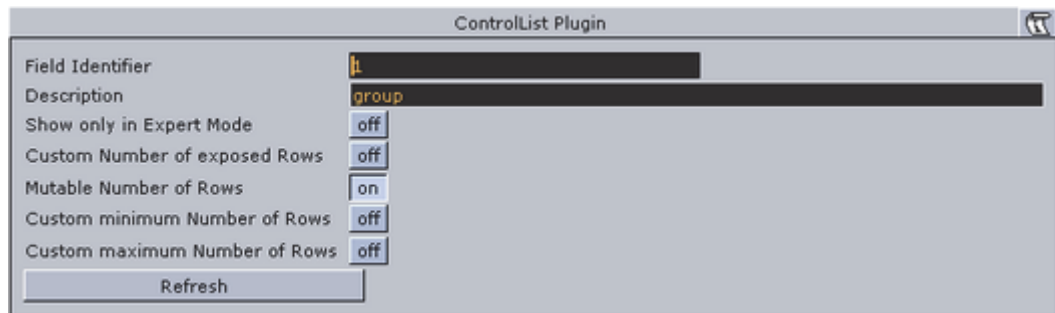 ControlList Plugin
Field Identifier 1
Description group
Show only in Expert Mode off
Custom Number of exposed Rows off
Mutable Number of Rows on
Custom minimum Number of Rows off
Custom maximum Number of Rows off
Refresh